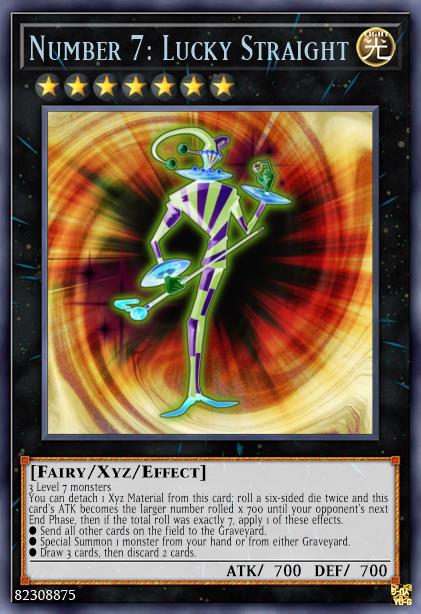 Number 7: Lucky Straight
LIGHT
光
[Fairy/Xyz/Effect]
3 Level 7 monsters
You can detach 1 Xyz Material from this card; roll a six-sided die twice and this
card's ATK becomes the larger number rolled x 700 until your opponent's next
End Phase, then if the total roll was exactly 7, apply 1 of these effects.
● Send all other cards on the field to the Graveyard.
● Special Summon 1 monster from your hand or from either Graveyard.
● Draw 3 cards, then discard 2 cards.
ATK/ 700 DEF/ 700
82308875